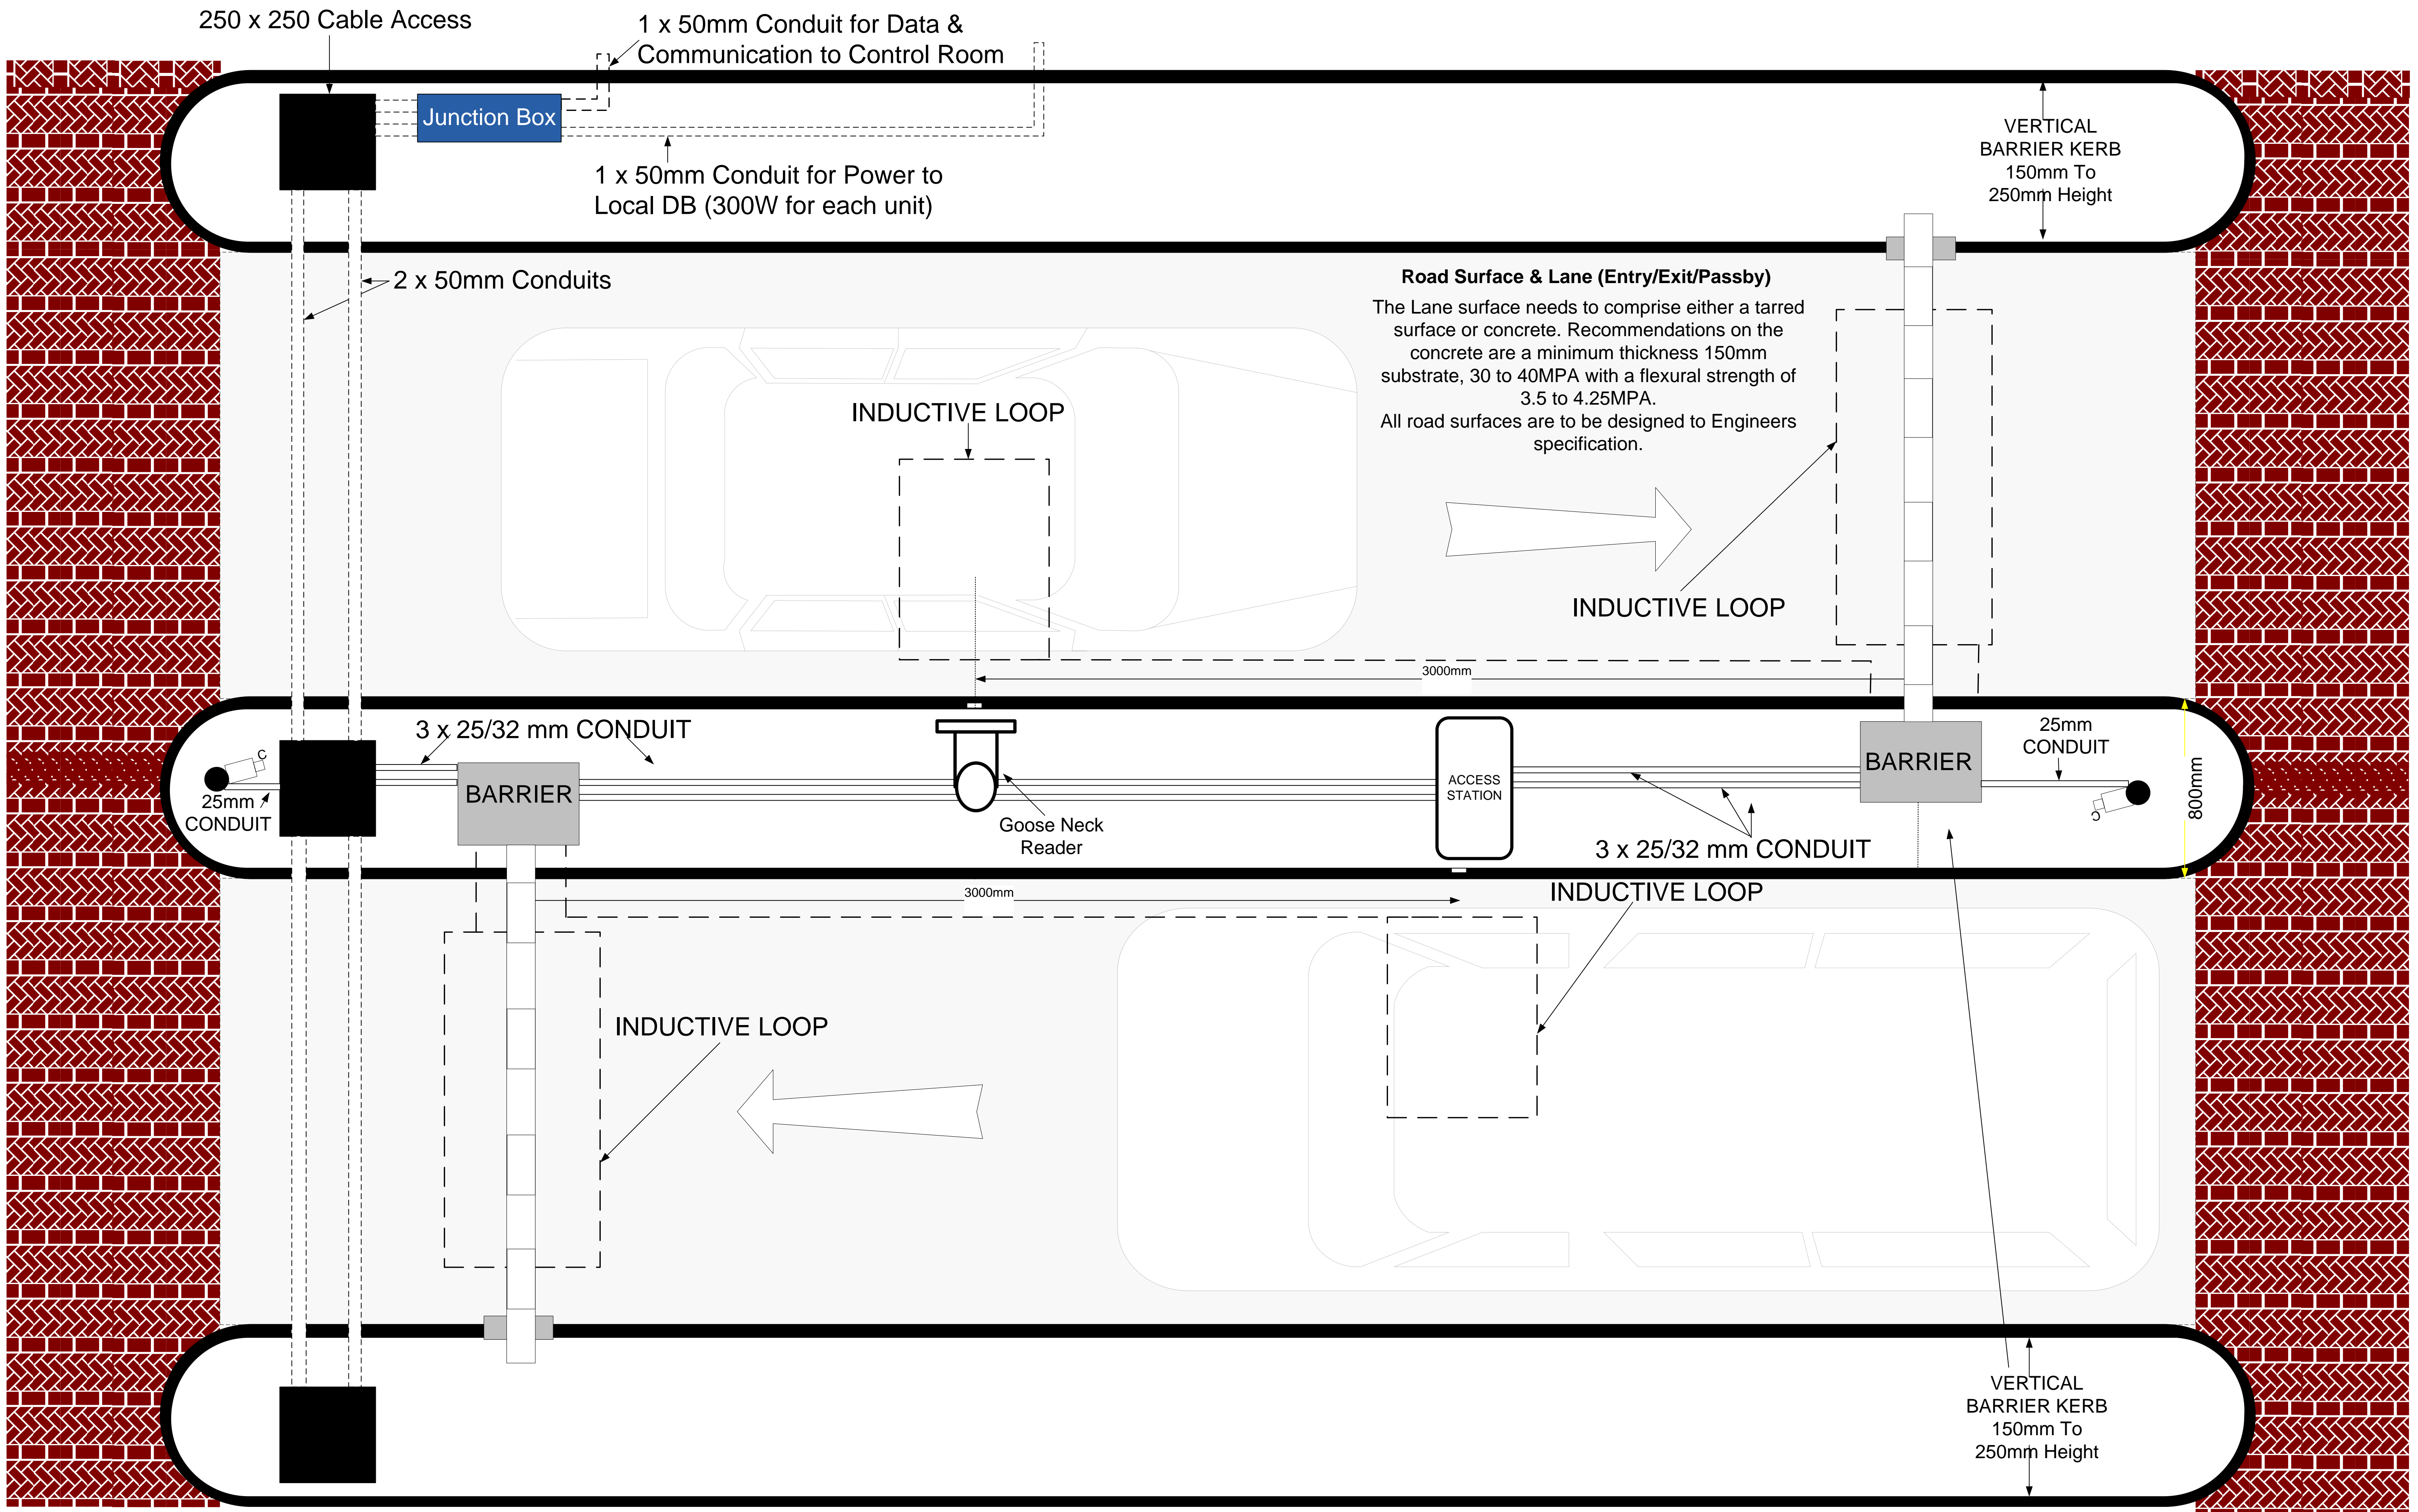 250 x 250 Cable Access
1 x 50mm Conduit for Data &
Communication to Control Room
Junction Box
1 x 50mm Conduit for Power to
Local DB (300W for each unit)
VERTICAL
BARRIER KERB
150mm To
250mm Height
2 x 50mm Conduits
Road Surface & Lane (Entry/Exit/Passby)
The Lane surface needs to comprise either a tarred
surface or concrete. Recommendations on the
concrete are a minimum thickness 150mm
substrate, 30 to 40MPA with a flexural strength of
3.5 to 4.25MPA.
All road surfaces are to be designed to Engineers
specification.
INDUCTIVE LOOP
INDUCTIVE LOOP
3000mm
3 x 25/32 mm CONDUIT
C
25mm
CONDUIT
BARRIER
Goose Neck
Reader
ACCESS
STATION
BARRIER
25mm
CONDUIT
C
800mm
3 x 25/32 mm CONDUIT
3000mm
INDUCTIVE LOOP
INDUCTIVE LOOP
VERTICAL
BARRIER KERB
150mm To
250mm Height